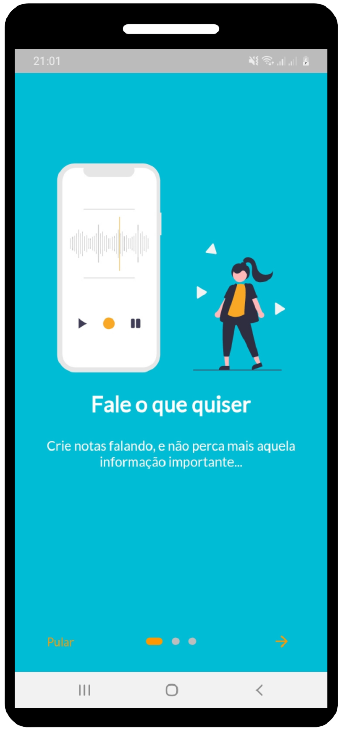 21:01
Fale o que quiser
Crie notas falando, e não perca mais aquela
informação importante...
Pular